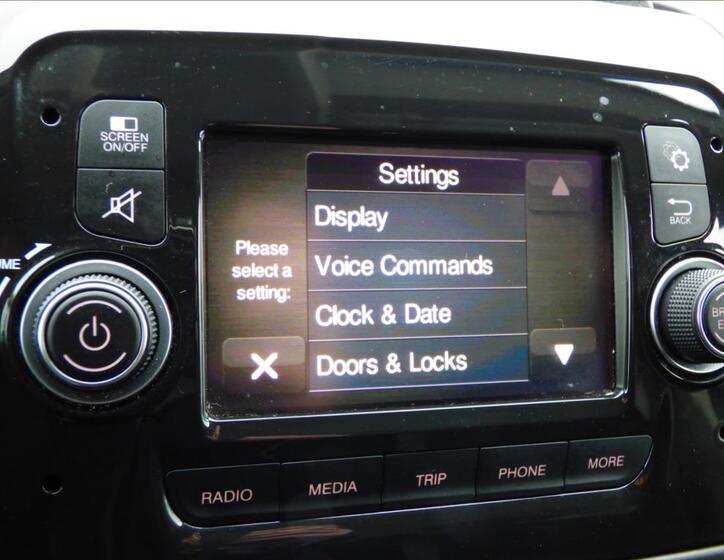 SCREEN
ON/OFF
Settings
Display
Please
select a
setting:
Voice Commands
Clock & Date
Doors & Locks
BACK
RADIO
MEDIA
TRIP
PHONE
MORE